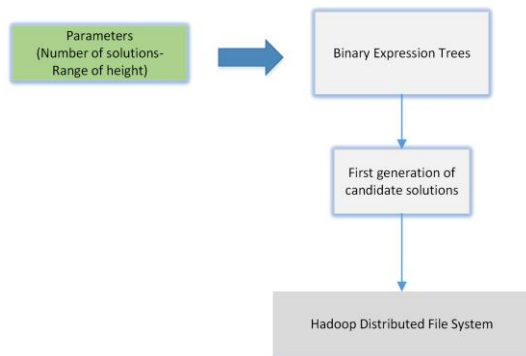 Parameters
(Number of solutions-
Range of height)
Binary Expression Trees
First generation of
candidate solutions
Hadoop Distributed File System